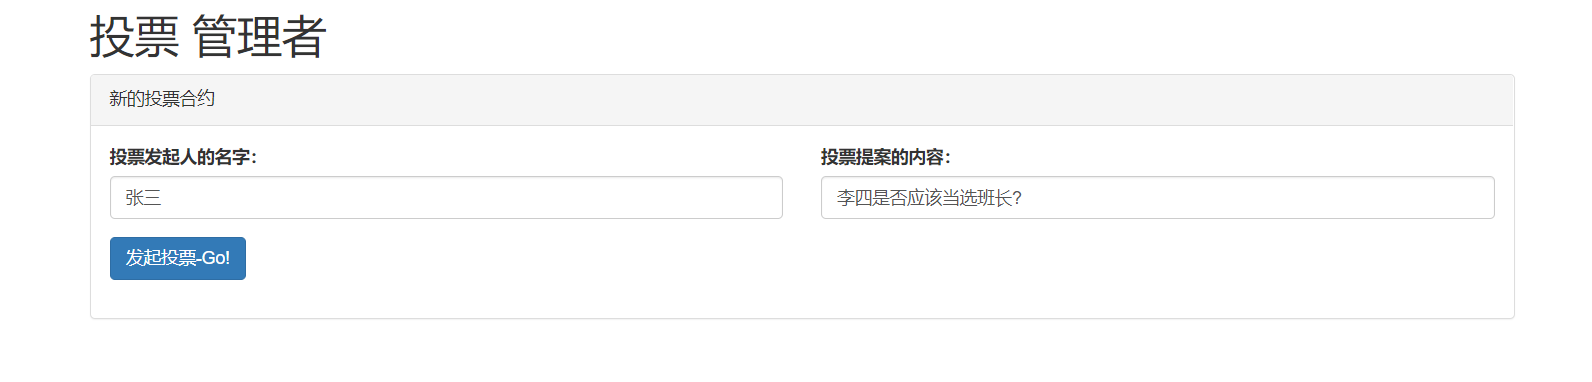 投票 管理者
新的投票合约
投票发起人的名字：
投票提案的内容：
张三
李四是否应该当选班长？
发起投票-Go!